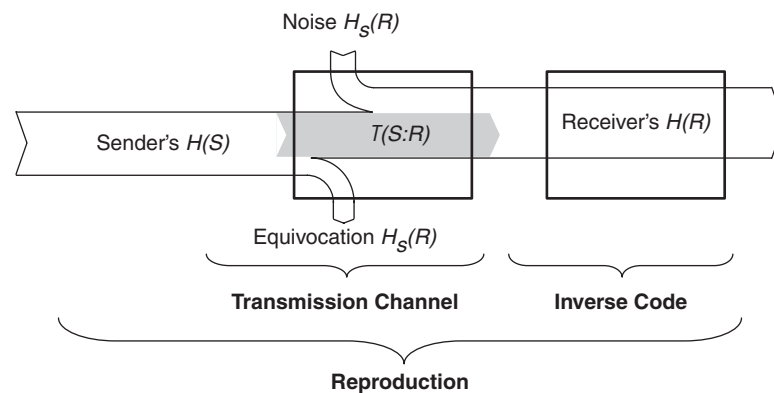 Noise H_S(R)
Sender's H(S)
T(S:R)
Receiver's H(R)
Equivocation H_S(R)
Transmission Channel
Inverse Code
Reproduction